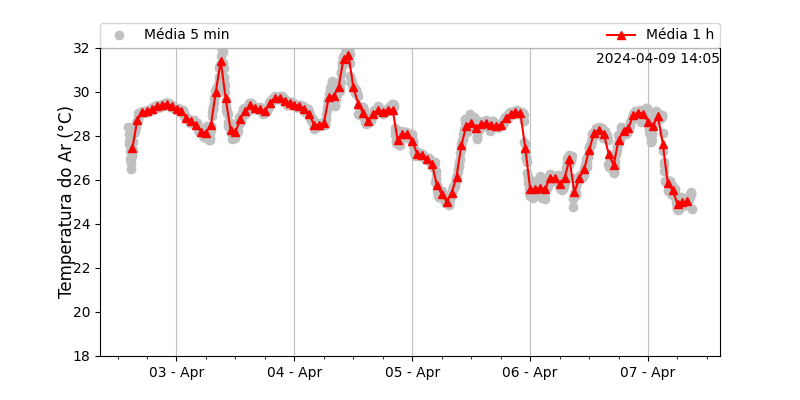 Média 5 min
Média 1 h
2024-04-09 14:05
Temperatura do Ar (°C)
32
30
28
26
24
22
20
18
03 - Apr
04 - Apr
05 - Apr
06 - Apr
07 - Apr